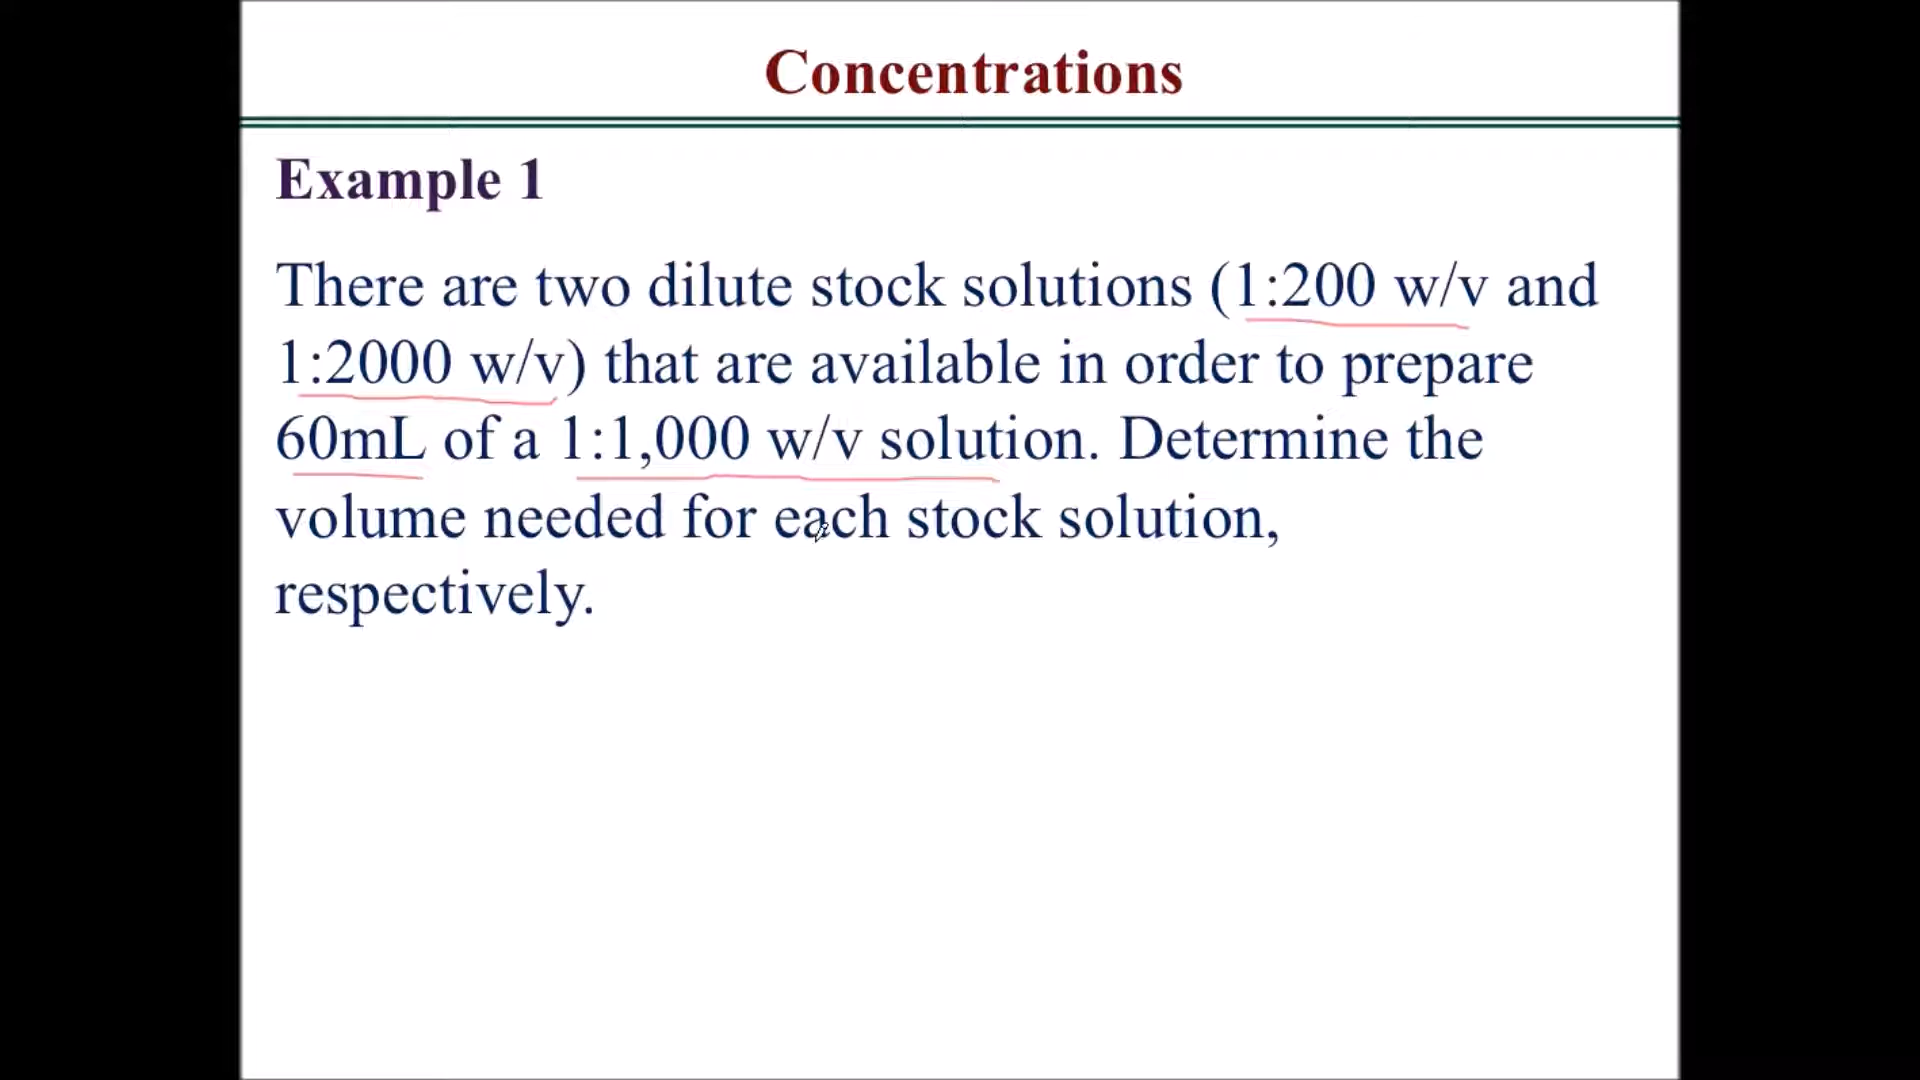 Concentrations
Example 1
There are two dilute stock solutions (1:200 w/v and
1:2000 w/v) that are available in order to prepare
60mL of a 1:1,000 w/v solution. Determine the
volume needed for each stock solution,
respectively.